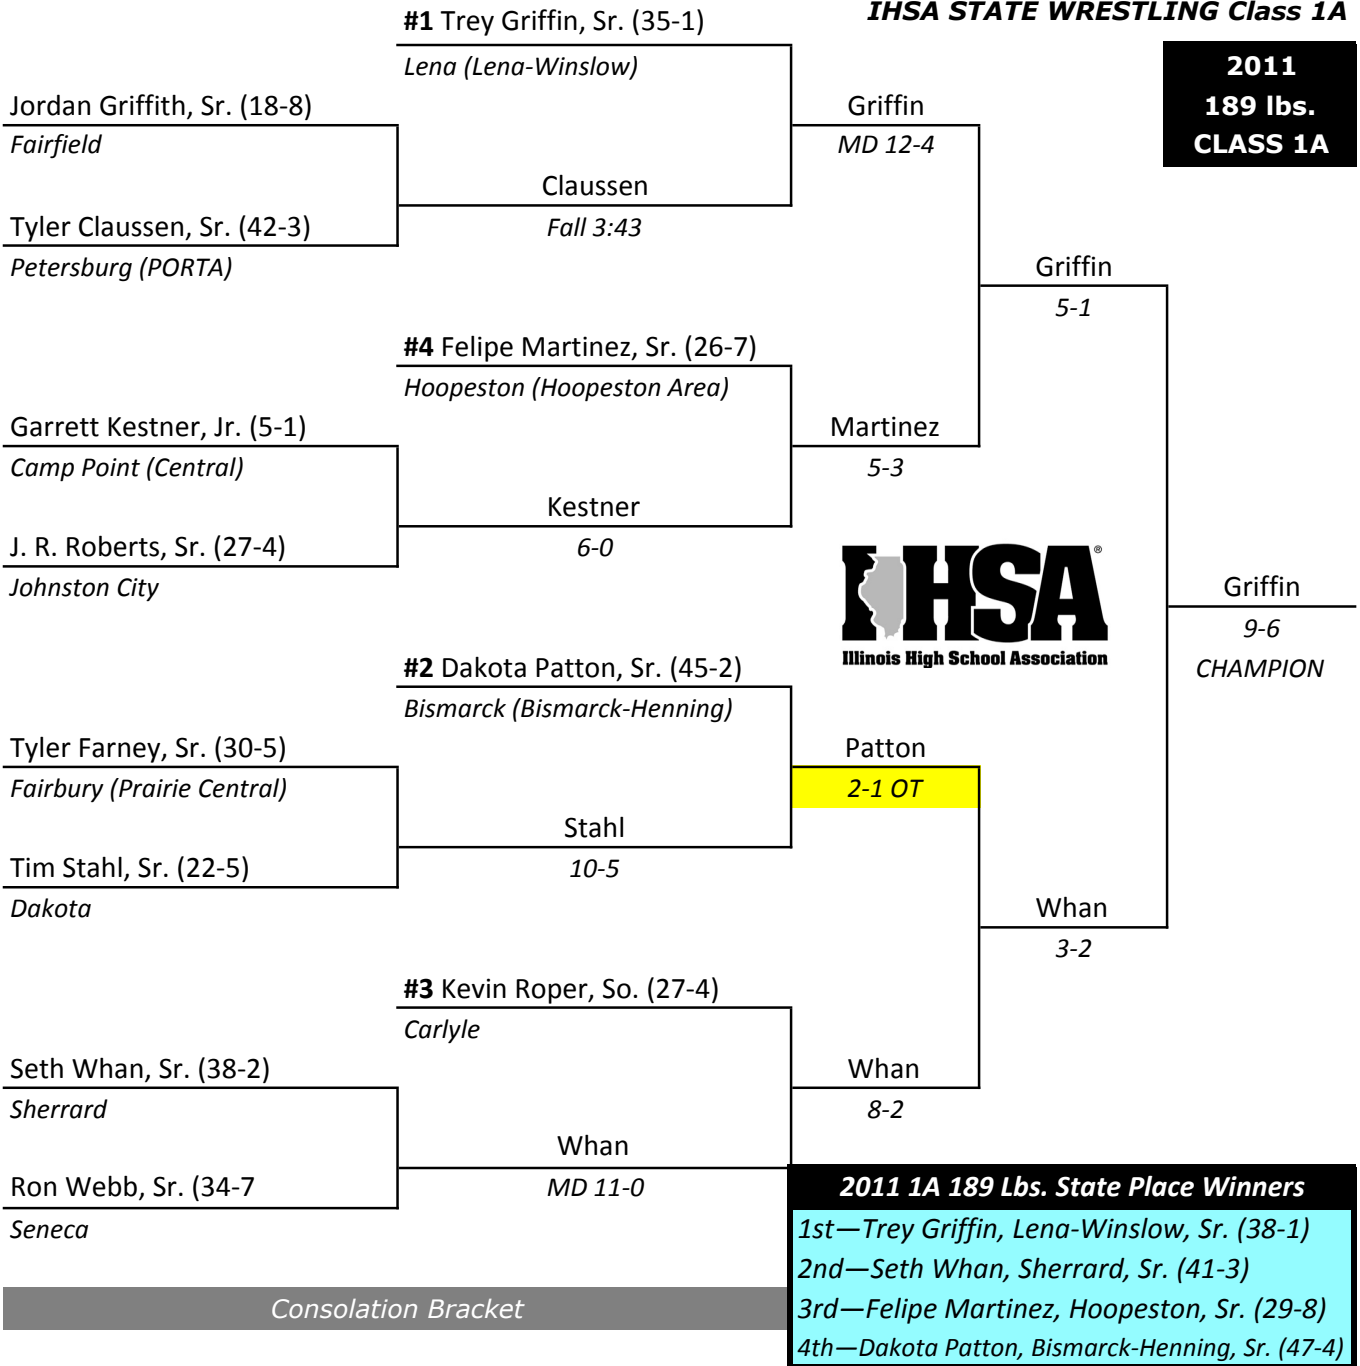 IHSA STATE WRESTLING Class 1A
2011
189 lbs.
CLASS 1A
#1 Trey Griffin, Sr. (35-1)
Lena (Lena-Winslow)
Jordan Griffith, Sr. (18-8)
Fairfield
Griffin
MD 12-4
Claussen
Fall 3:43
Tyler Claussen, Sr. (42-3)
Petersburg (PORTA)
Griffin
5-1
#4 Felipe Martinez, Sr. (26-7)
Hoopeston (Hoopeston Area)
Garrett Kestner, Jr. (5-1)
Camp Point (Central)
Martinez
5-3
Kestner
6-0
J. R. Roberts, Sr. (27-4)
Johnston City
IHSA®
Illinois High School Association
Griffin
9-6
CHAMPION
#2 Dakota Patton, Sr. (45-2)
Bismarck (Bismarck-Henning)
Tyler Farney, Sr. (30-5)
Fairbury (Prairie Central)
Patton
2-1 OT
Stahl
10-5
Tim Stahl, Sr. (22-5)
Dakota
Whan
3-2
#3 Kevin Roper, So. (27-4)
Carlyle
Seth Whan, Sr. (38-2)
Sherrard
Whan
8-2
Whan
MD 11-0
Ron Webb, Sr. (34-7
Seneca
2011 1A 189 Lbs. State Place Winners
1st—Trey Griffin, Lena-Winslow, Sr. (38-1)
2nd—Seth Whan, Sherrard, Sr. (41-3)
3rd—Felipe Martinez, Hoopeston, Sr. (29-8)
4th—Dakota Patton, Bismarck-Henning, Sr. (47-4)
Consolation Bracket